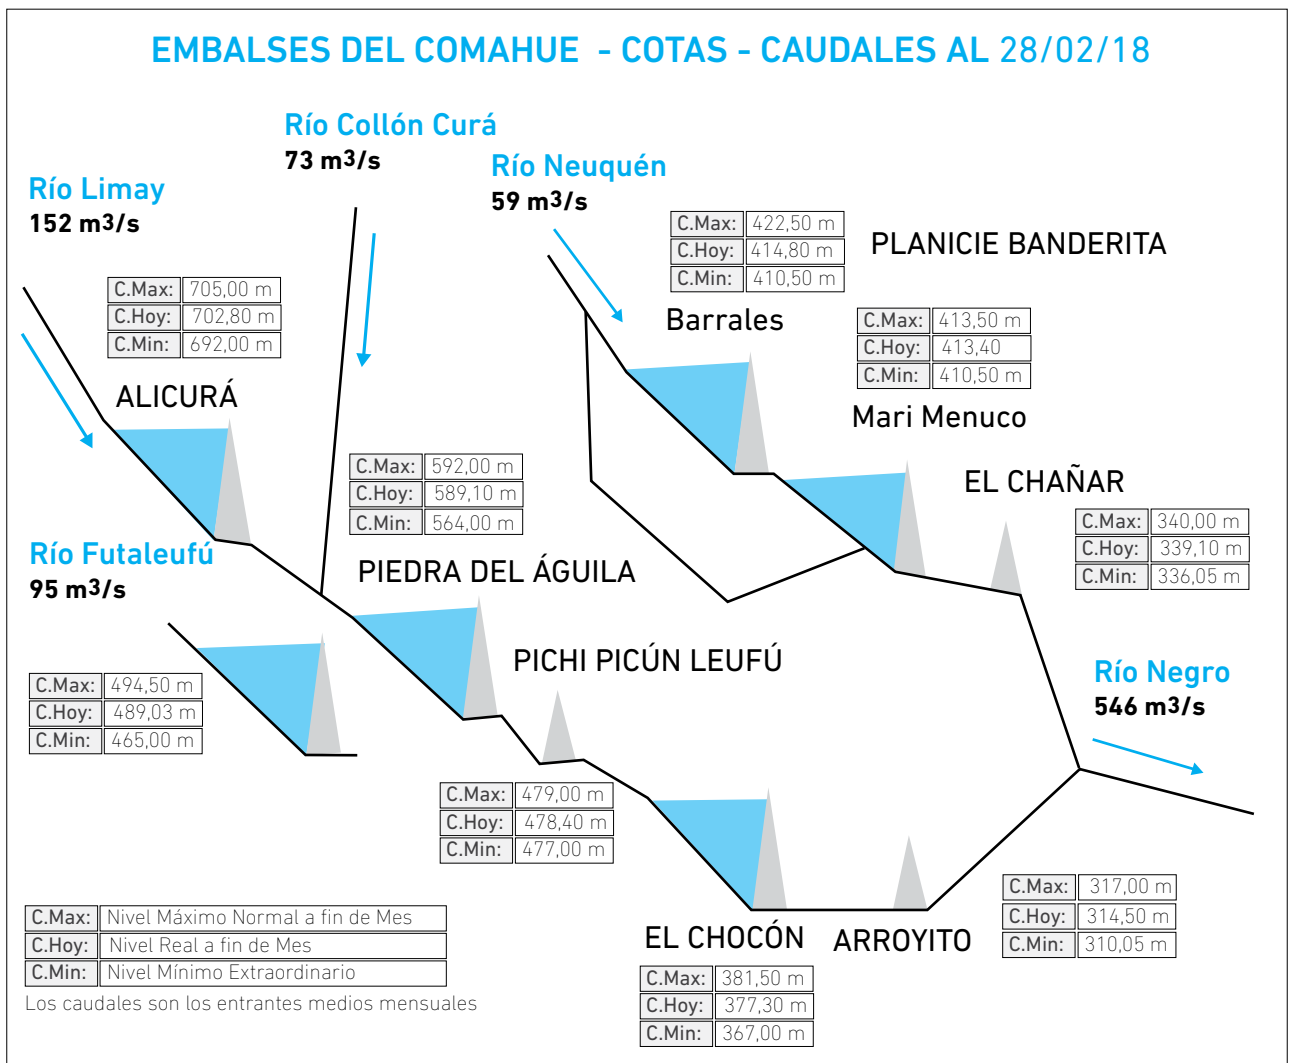 EMBALSES DEL COMAHUE - COTAS - CAUDALES AL 28/02/18
Río Collón Curá
73 m3/s
Río Neuquén
59 m3/s
Río Limay
152 m3/s
C.Max: 422,50 m
C.Hoy: 414,80 m
C.Min: 410,50 m
PLANICIE BANDERITA
Barrales
C.Max: 705,00 m
C.Hoy: 702,80 m
C.Min: 692,00 m
ALICURÁ
C.Max: 413,50 m
C.Hoy: 413,40
C.Min: 410,50 m
Mari Menuco
C.Max: 592,00 m
C.Hoy: 589,10 m
C.Min: 564,00 m
PIEDRA DEL ÁGUILA
EL CHAÑAR
C.Max: 340,00 m
C.Hoy: 339,10 m
C.Min: 336,05 m
Río Futaleufú
95 m3/s
C.Max: 494,50 m
C.Hoy: 489,03 m
C.Min: 465,00 m
PICHI PICÚN LEUFÚ
Río Negro
546 m3/s
C.Max: 479,00 m
C.Hoy: 478,40 m
C.Min: 477,00 m
C.Max: 317,00 m
C.Hoy: 314,50 m
C.Min: 310,05 m
EL CHOCÓN
ARROYITO
C.Max: 381,50 m
C.Hoy: 377,30 m
C.Min: 367,00 m
C.Max: Nivel Máximo Normal a fin de Mes
C.Hoy: Nivel Real a fin de Mes
C.Min: Nivel Mínimo Extraordinario
Los caudales son los entrantes medios mensuales